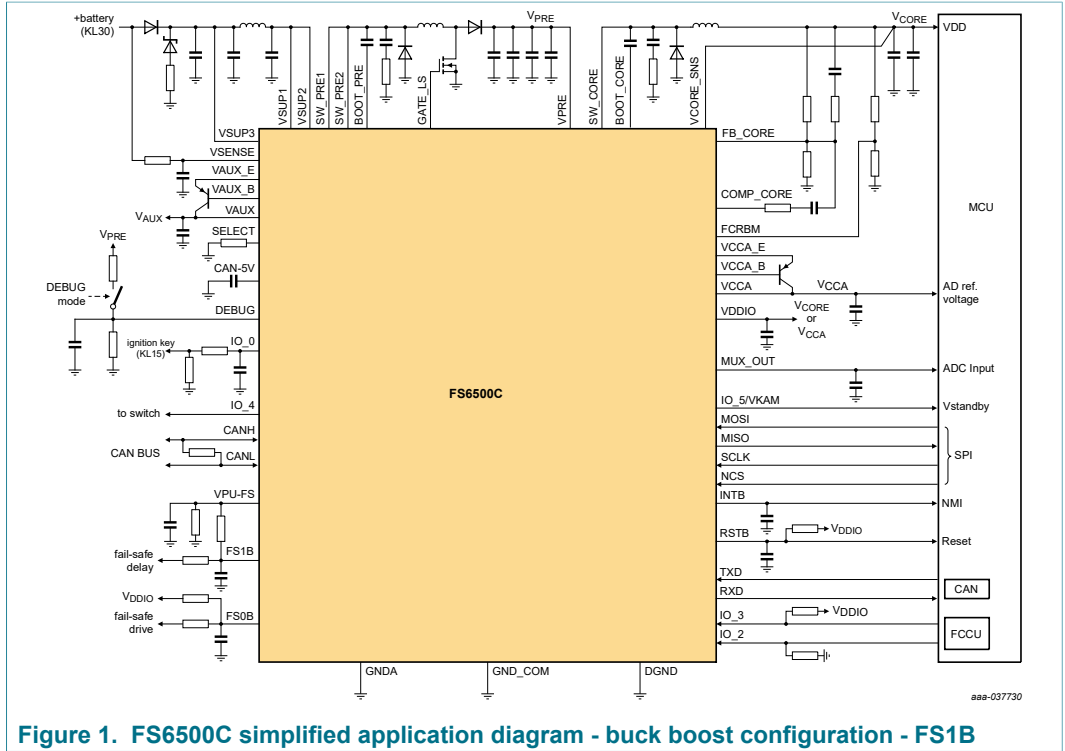 +battery
(KL30)
VPRE
VCORE
VDD
VSUP1
VSUP2
SW_PRE1
SW_PRE2
BOOT_PRE
GATE_LS
VPRE
SW_CORE
BOOT_CORE
VCORE_SNS
VSUP3
VSENSE
VAUX_E
VAUX_B
VAUX
VAUX
SELECT
VPRE
CAN-5V
DEBUG
mode
DEBUG
ignition key
(KL15)
IO_0
to switch
IO_4
CANH
CAN BUS
CANL
VPU-FS
fail-safe
delay
FS1B
VDDIO
fail-safe
drive
FS0B
FS6500C
GNDA
GND_COM
DGND
FB_CORE
COMP_CORE
FCRBM
VCCA_E
VCCA_B
VCCA
VCCA
VDDIO
VCORE
or
VCCA
MUX_OUT
IO_5/VKAM
MOSI
MISO
SCLK
NCS
INTB
RSTB
VDDIO
TXD
RXD
IO_3
VDDIO
IO_2
MCU
AD ref.
voltage
ADC Input
Vstandby
SPI
NMI
Reset
CAN
FCCU
aaa-037730
Figure 1. FS6500C simplified application diagram - buck boost configuration - FS1B